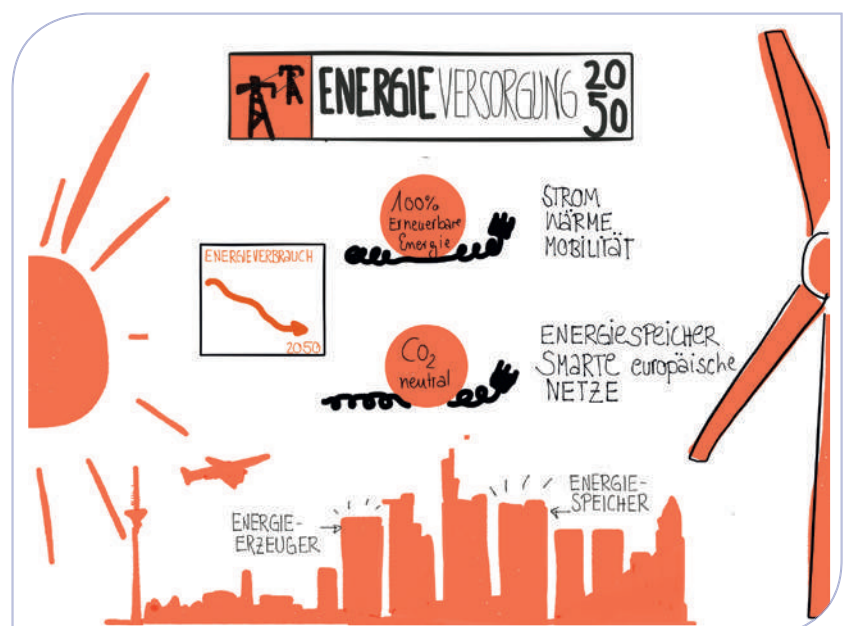 ENERGIEVERSORGUNG 2050
100%
Erneuerbare
Energie
STROM
WÄRME
MOBILITÄT
ENERGIEVERBRAUCH
2050
CO₂
neutral
ENERGIESPEICHER
SMARTE europäische
NETZE
ENERGIE-
ERZEUGER
ENERGIE-
SPEICHER